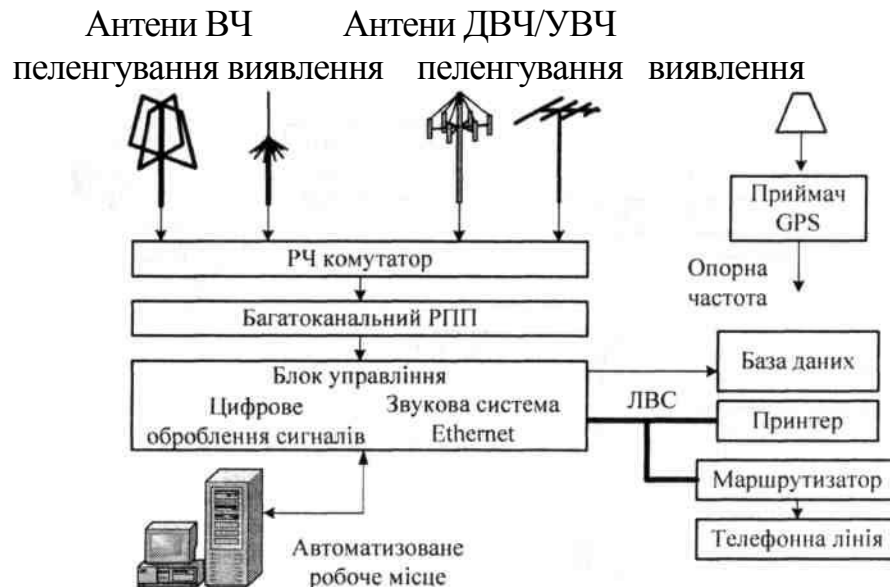 Антени ВЧ Антени ДВЧ/УВЧ
пеленгування виявлення пеленгування виявлення
Приймач
GPS
РЧ комутатор
Опорна
частота
Багатоканальний РПП
Блок управління
Цифрове
оброблення сигналів
Звукова система
Ethernet
ЛВС
База даних
Принтер
Маршрутизатор
Телефонна лінія
Автоматизоване
робоче місце